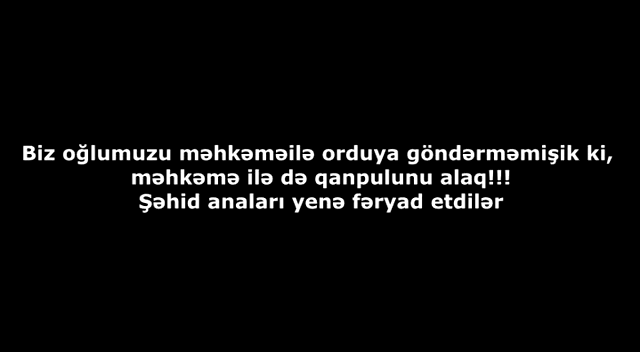 Biz oğlumuzu məhkəməilə orduya göndərməmişik ki,
məhkəmə ilə də qanpulunu alaq!!!
Şəhid anaları yenə fəryad etdilər